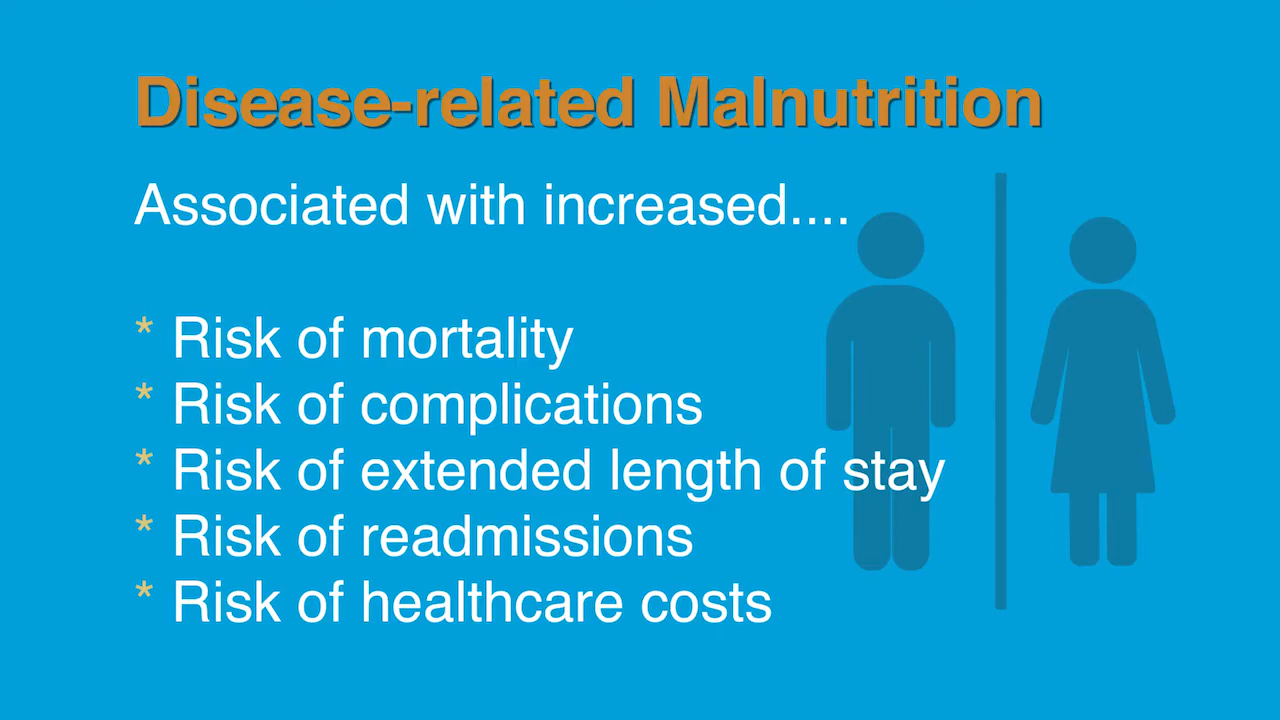 Disease-related Malnutrition
Associated with increased....
* Risk of mortality
* Risk of complications
* Risk of extended length of stay
* Risk of readmissions
* Risk of healthcare costs